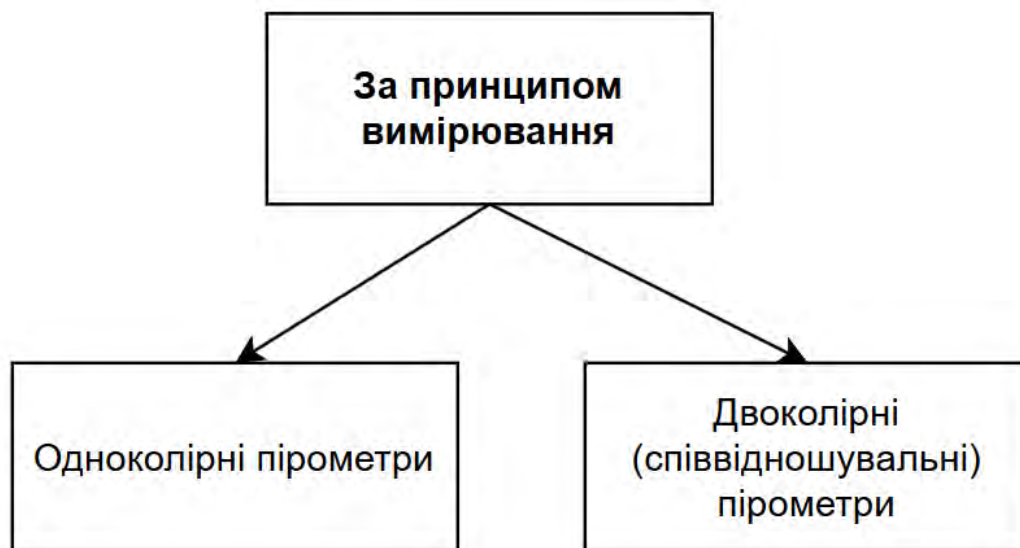 За принципом
вимірювання
Одноколірні пірометри
Двоколірні
(співвідношувальні)
пірометри